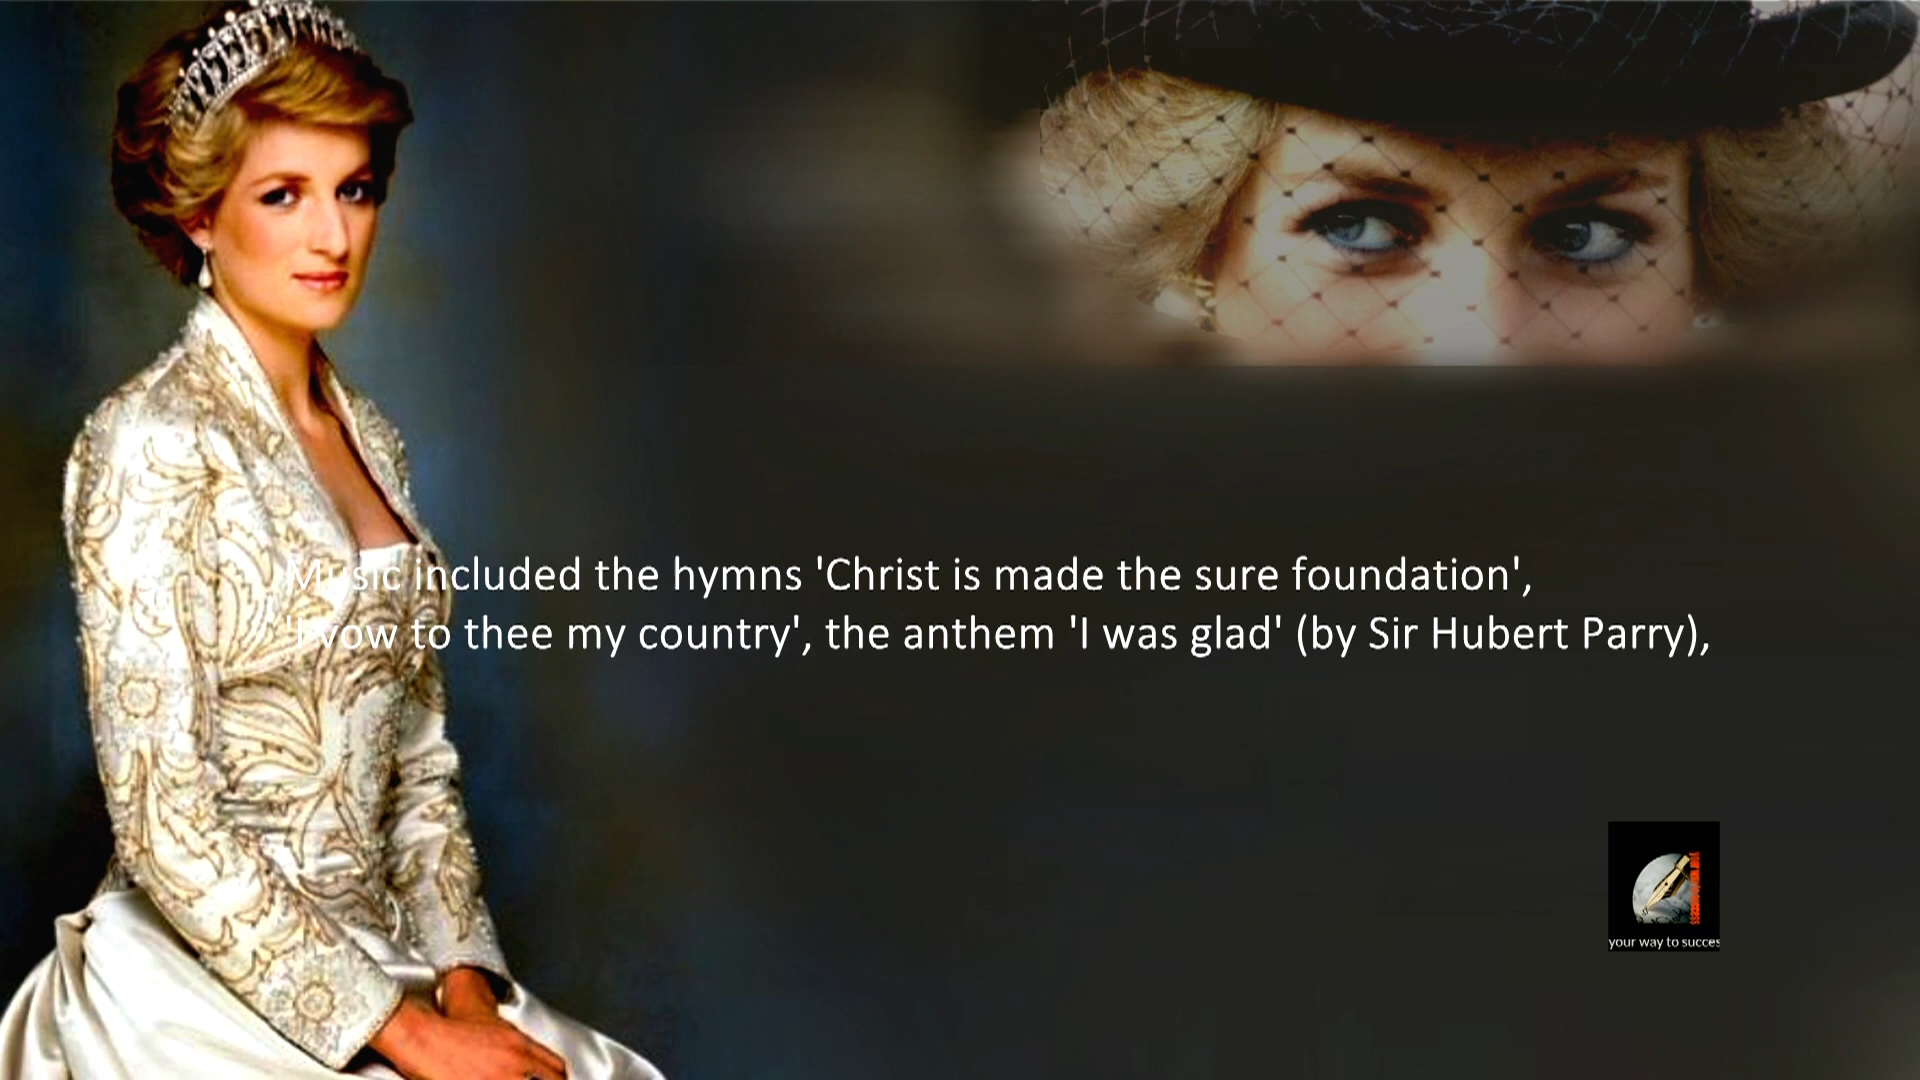 Music included the hymns 'Christ is made the sure foundation',
'I vow to thee my country', the anthem 'I was glad' (by Sir Hubert Parry),
your way to succes